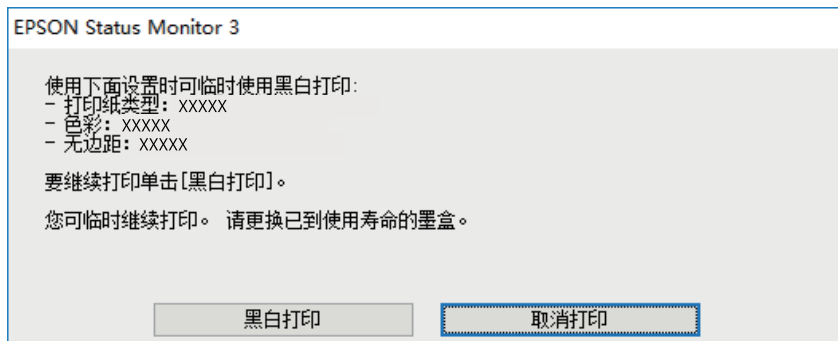 EPSON Status Monitor 3
使用下面设置时可临时使用黑白打印:
- 打印纸类型: XXXXX
- 色彩: XXXXX
- 无边距: XXXXX
要继续打印单击[黑白打印]。
您可临时继续打印。 请更换已到使用寿命的墨盒。
黑白打印
取消打印